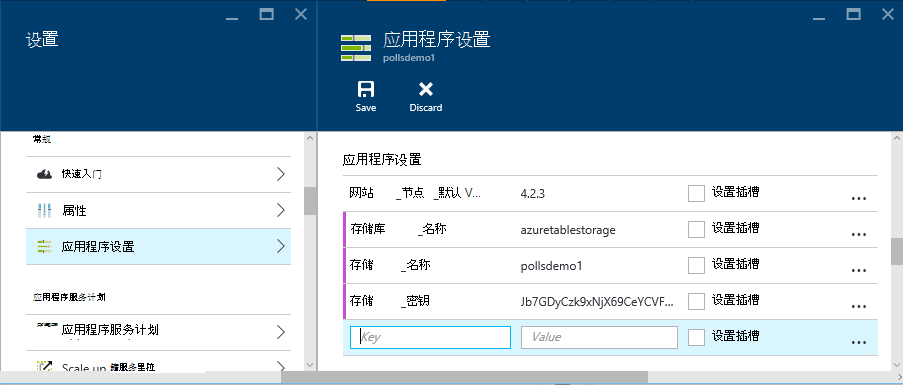 设置
常规
快速入门
属性
应用程序设置
应用程序服务计划
应用程序服务计划
Scale up
应用程序设置
pollsdemo1
Save Discard
应用程序设置
网站 _节点 _默认 V... 4.2.3 设置插槽 ...
存储库 _名称 azuretablestorage 设置插槽 ...
存储 _名称 pollsdemo1 设置插槽 ...
存储 _密钥 Jb7GDyCzk9xNjX69CeYCVF... 设置插槽 ...
Key Value 设置插槽 ...